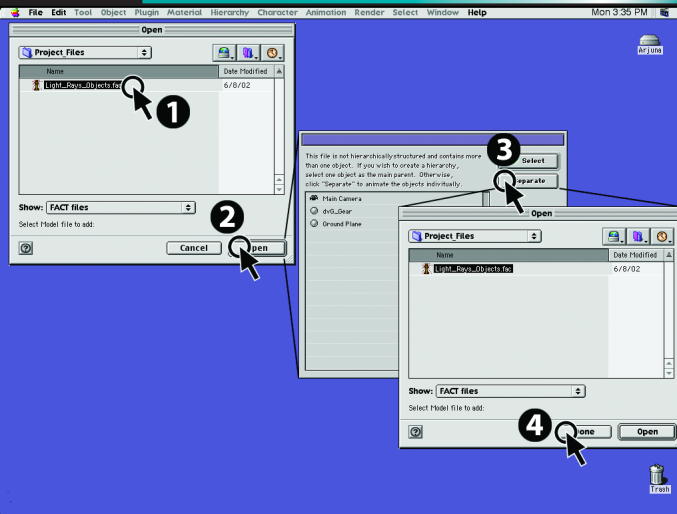 File Edit Tool Object Plugin Material Hierarchy Character Animation Render Select Window Help Mon 3:35 PM
Arjuna
Open
Project_Files
Name Date Modified
Light_Rays_Objects.fac 6/8/02
1
Show: FACT files
Select Model file to add:
2
Cancel Open
This file is not hierarchically structured and contains more
than one object. If you wish to create a hierarchy,
select one object as the main parent. Otherwise,
click "Separate" to animate the objects individually.
3
Select
Separate
Main Camera
dvG_Gear
Ground Plane
Open
Project_Files
Name Date Modified
Light_Rays_Objects.fac 6/8/02
Show: FACT files
Select Model file to add:
4
Done Open
Trash